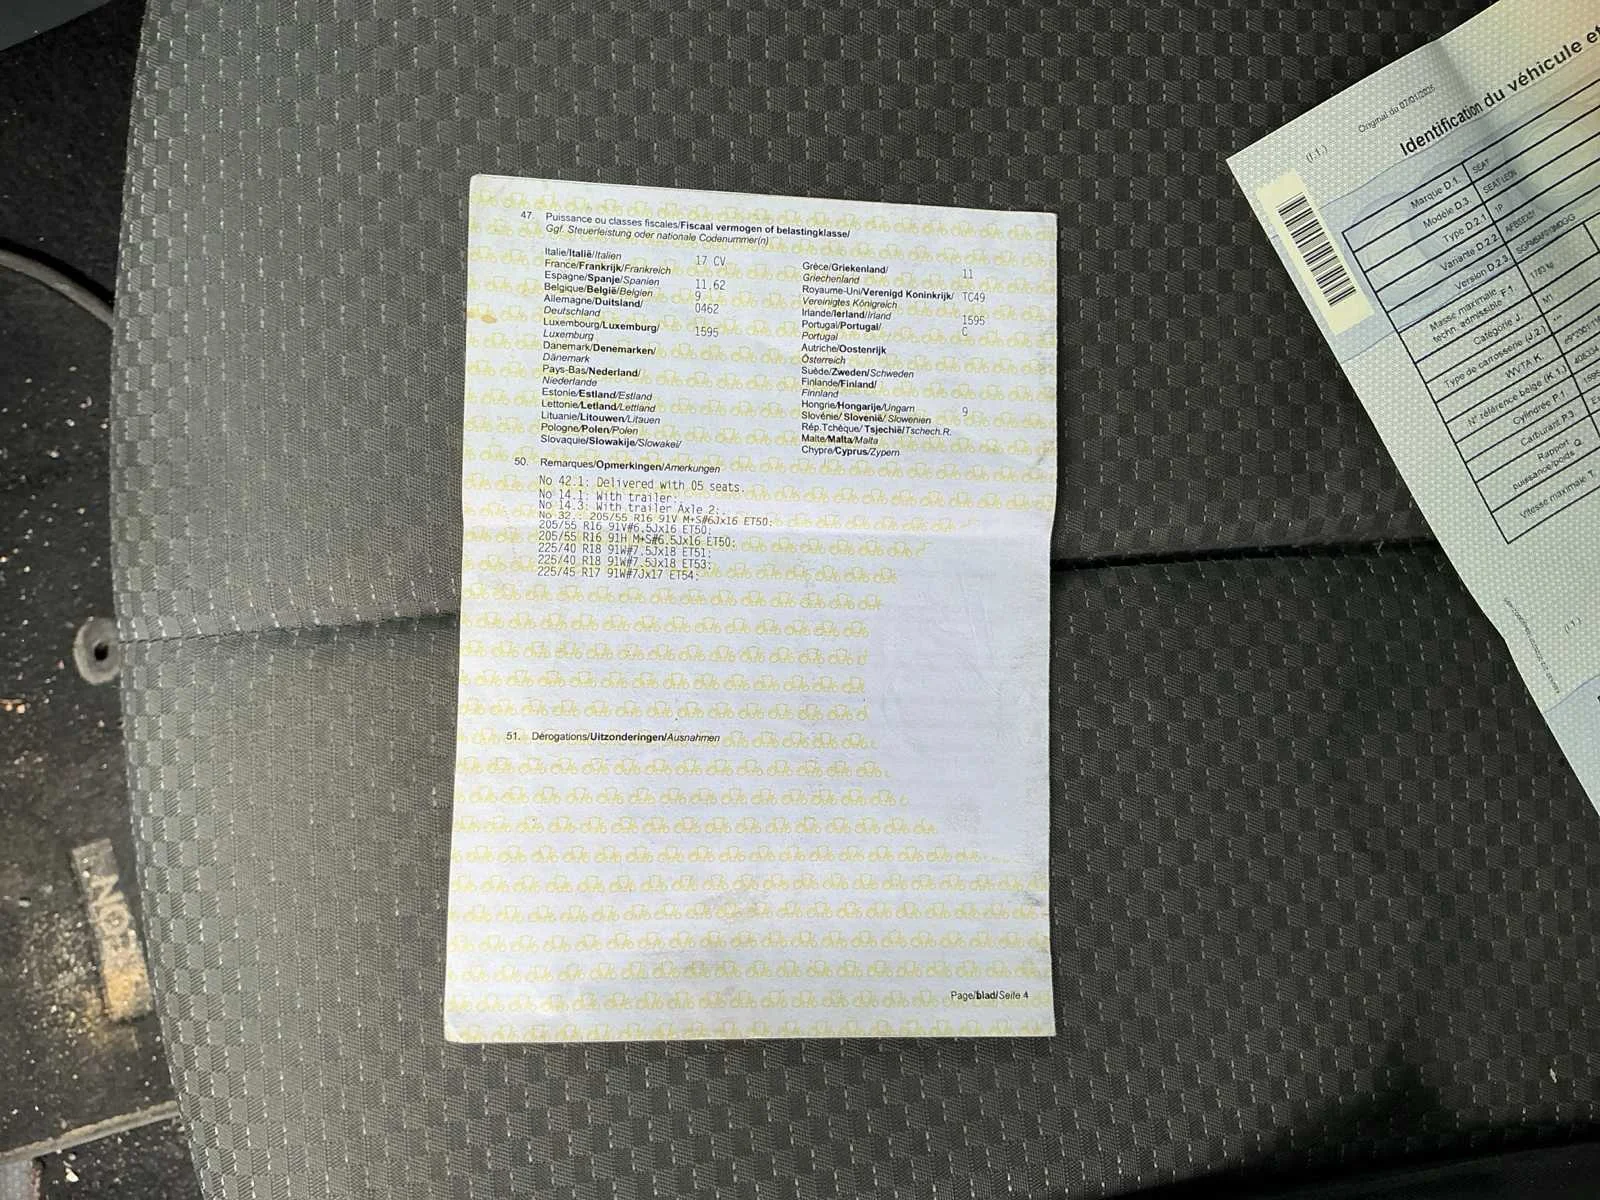 47. Puissance ou classes fiscales/Fiscaal vermogen of belastingklasse/
Ggf. Steuerleistung oder nationale Codenummer(n)
Italie/Italië/Italien 17 CV
France/Frankrijk/Frankreich
Espagne/Spanje/Spanien 11,62
Belgique/België/Belgien 9
Allemagne/Duitsland/ 0462
Deutschland
Luxembourg/Luxemburg/ 1595
Luxemburg
Danemark/Denemarken/
Dänemark
Pays-Bas/Nederland/
Niederlande
Estonie/Estland/Estland
Lettonie/Letland/Lettland
Lituanie/Litouwen/Litauen
Pologne/Polen/Polen
Slovaquie/Slowakije/Slowakei/
Grèce/Griekenland/ 11
Griechenland
Royaume-Uni/Verenigd Koninkrijk/ TC49
Vereinigtes Königreich
Irlande/Ierland/Irland 1595
Portugal/Portugal/ C
Portugal
Autriche/Oostenrijk
Österreich
Suède/Zweden/Schweden
Finlande/Finland/
Finnland
Hongrie/Hongarije/Ungarn 9
Slovénie/ Slovenië/ Slowenien
Rép.Tchèque/ Tsjechië/Tschech.R.
Malte/Malta/Malta
Chypre/Cyprus/Zypern
50. Remarques/Opmerkingen/Amerkungen
No 42.1: Delivered with 05 seats.
No 14.1: With trailer:.
No 14.3: With trailer Axle 2:.
No 32.: 205/55 R16 91V M+S#6Jx16 ET50;
205/55 R16 91V#6.5Jx16 ET50;
205/55 R16 91H M+S#6.5Jx16 ET50;
225/40 R18 91W#7.5Jx18 ET51;
225/40 R18 91W#7.5Jx18 ET53;
225/45 R17 91W#7Jx17 ET54;
51. Dérogations/Uitzonderingen/Ausnahmen
Page/blad/Seite 4
Original du 07/01/2025
(I.1.)
Identification du véhicule et
Marque D.1. SEAT
Modèle D.3. SEAT LEON
Type D.2.1 1P
Variante D.2.2
Version D.2.3.
Masse maximale
techn. admissible F.1.
Catégorie J. M1
Type de carrosserie (J.2.) ---
WVTA K.
N° référence belge (K.1.)
Cylindrée P.1. 1595
Carburant P.3.
Rapport
puissance/poids Q.
Vitesse maximale T.
(I.1.)